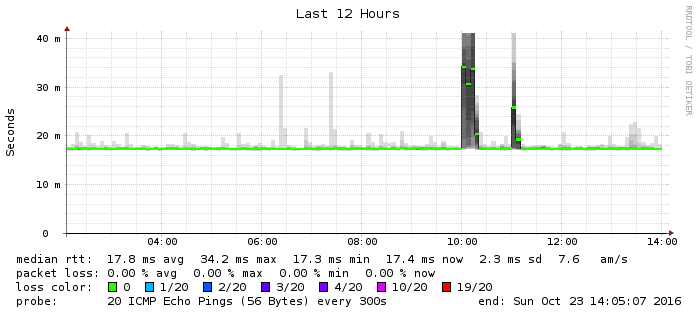 Last 12 Hours
RRDTOOL / TOBI OETIKER
Seconds
40 m
30 m
20 m
10 m
0
04:00 06:00 08:00 10:00 12:00 14:00
median rtt: 17.8 ms avg 34.2 ms max 17.3 ms min 17.4 ms now 2.3 ms sd 7.6 am/s
packet loss: 0.00 % avg 0.00 % max 0.00 % min 0.00 % now
loss color: 0 1/20 2/20 3/20 4/20 10/20 19/20
probe: 20 ICMP Echo Pings (56 Bytes) every 300s end: Sun Oct 23 14:05:07 2016